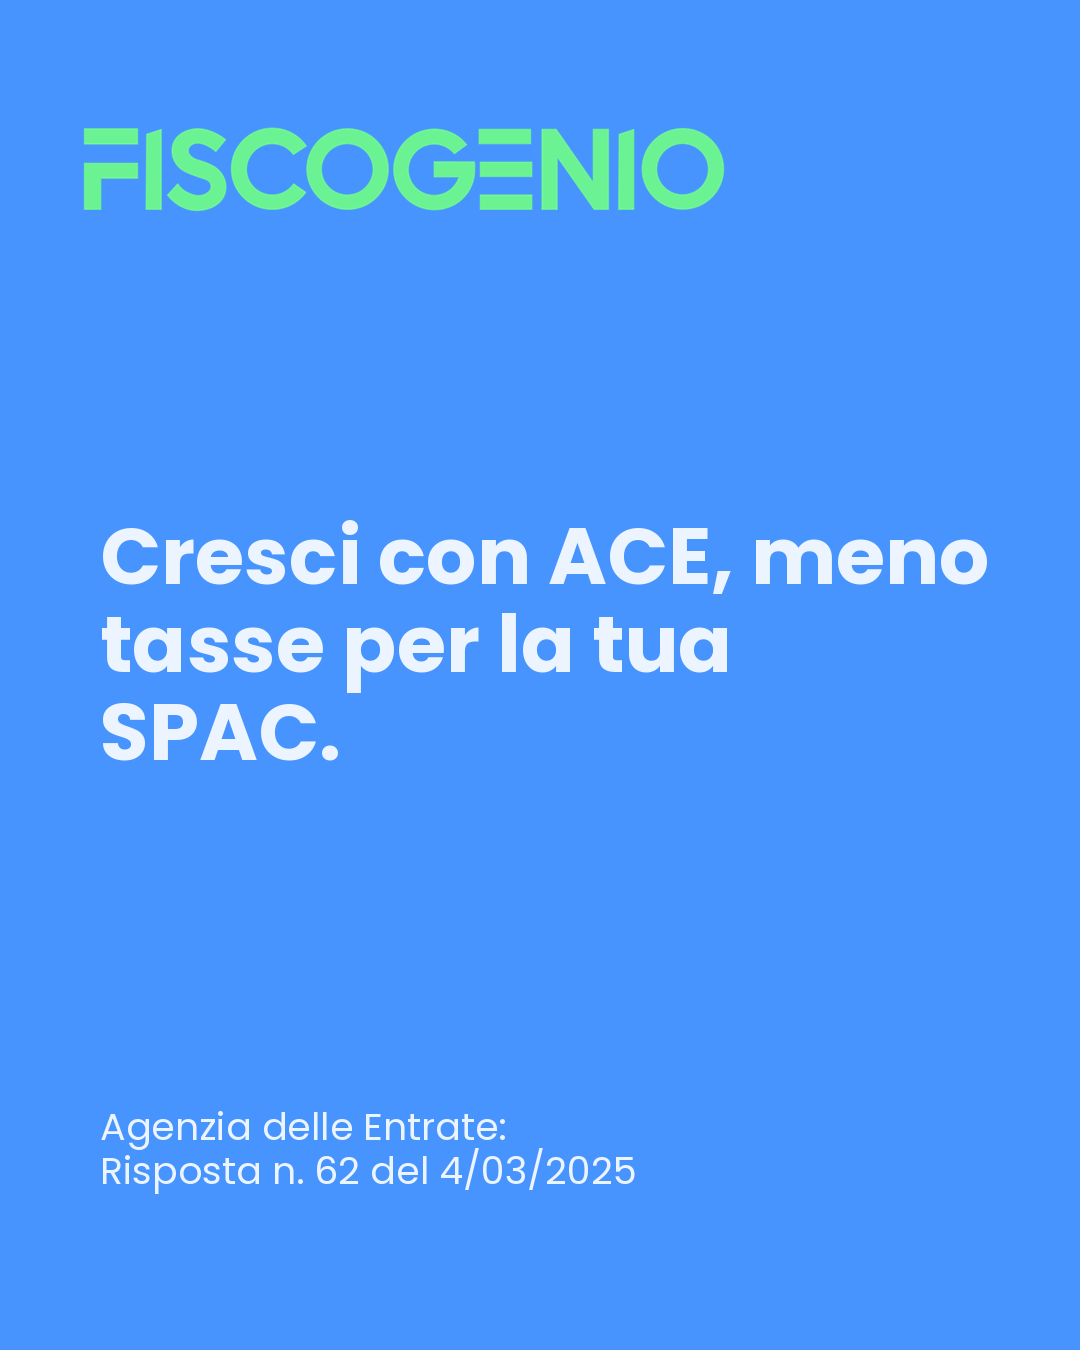 FISCOGENIO
Cresci con ACE, meno
tasse per la tua
SPAC.
Agenzia delle Entrate:
Risposta n. 62 del 4/03/2025